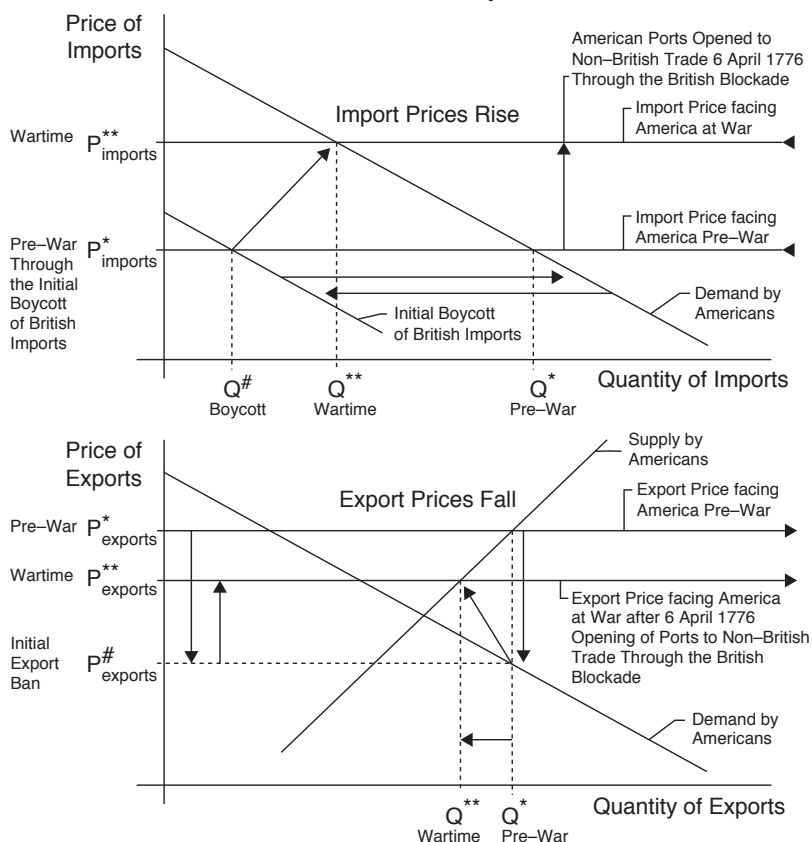 Price of
Imports
American Ports Opened to
Non–British Trade 6 April 1776
Through the British Blockade
Import Prices Rise
Import Price facing
America at War
Wartime P**imports
Import Price facing
America Pre–War
Pre–War
Through
the Initial
Boycott
of British
Imports
P*imports
Initial Boycott
of British Imports
Demand by
Americans
Q# Q** Q* Quantity of Imports
Boycott Wartime Pre–War
Price of
Exports
Supply by
Americans
Export Prices Fall
Export Price facing
America Pre–War
Pre–War P*exports
Wartime P**exports
Export Price facing America
at War after 6 April 1776
Opening of Ports to Non–British
Trade Through the British
Blockade
Initial
Export
Ban
P#exports
Demand by
Americans
Q** Q* Quantity of Exports
Wartime Pre–War